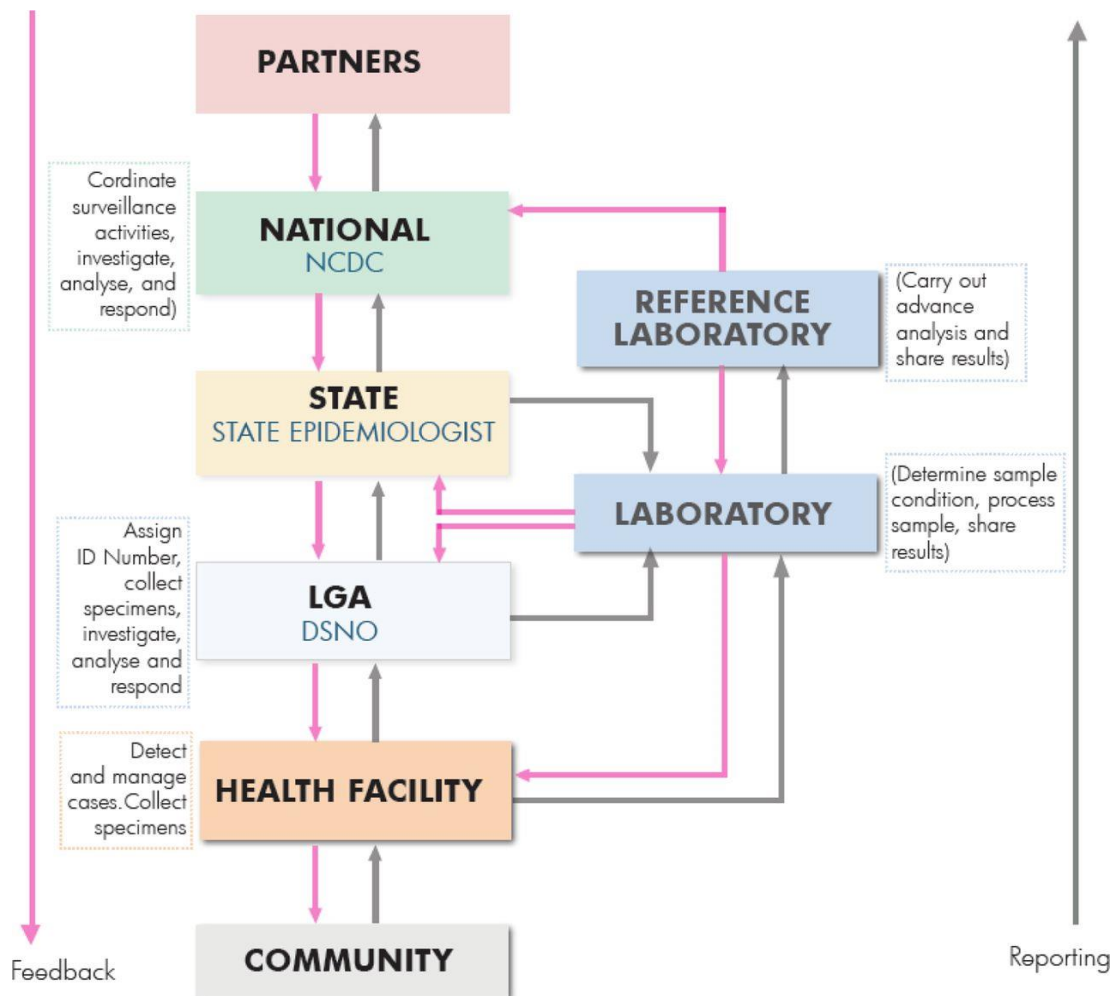 PARTNERS
Cordinate
surveillance
activities,
investigate,
analyse, and
respond)
NATIONAL
NCDC
REFERENCE
LABORATORY
(Carry out
advance
analysis and
share results)
STATE
STATE EPIDEMIOLOGIST
LABORATORY
(Determine sample
condition, process
sample, share
results)
Assign
ID Number,
collect
specimens,
investigate,
analyse and
respond
LGA
DSNO
Detect
and manage
cases.Collect
specimens
HEALTH FACILITY
COMMUNITY
Feedback
Reporting